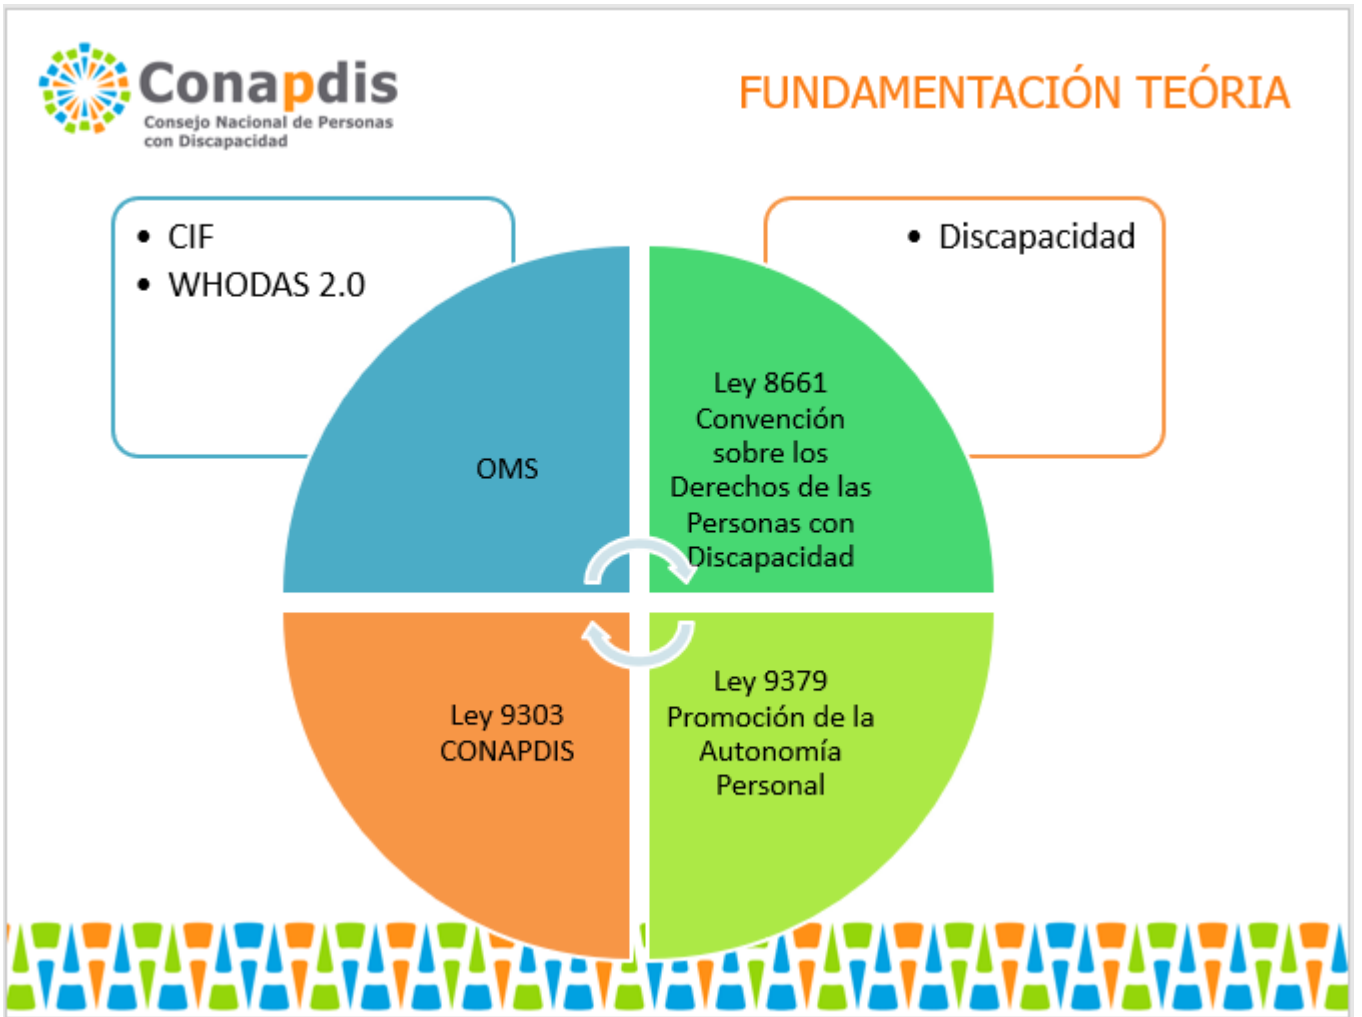 Conapdis
Consejo Nacional de Personas
con Discapacidad
FUNDAMENTACIÓN TEÓRIA
• CIF
• WHODAS 2.0
• Discapacidad
OMS
Ley 8661
Convención
sobre los
Derechos de las
Personas con
Discapacidad
Ley 9303
CONAPDIS
Ley 9379
Promoción de la
Autonomía
Personal